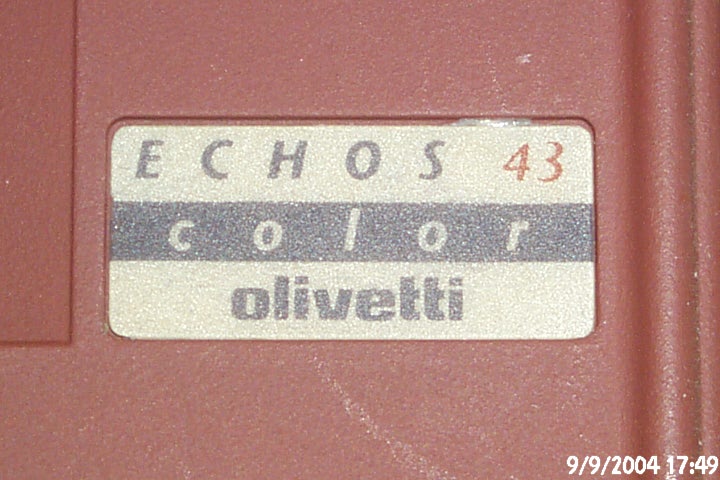 ECHOS 43
color
olivetti
9/9/2004 17:49